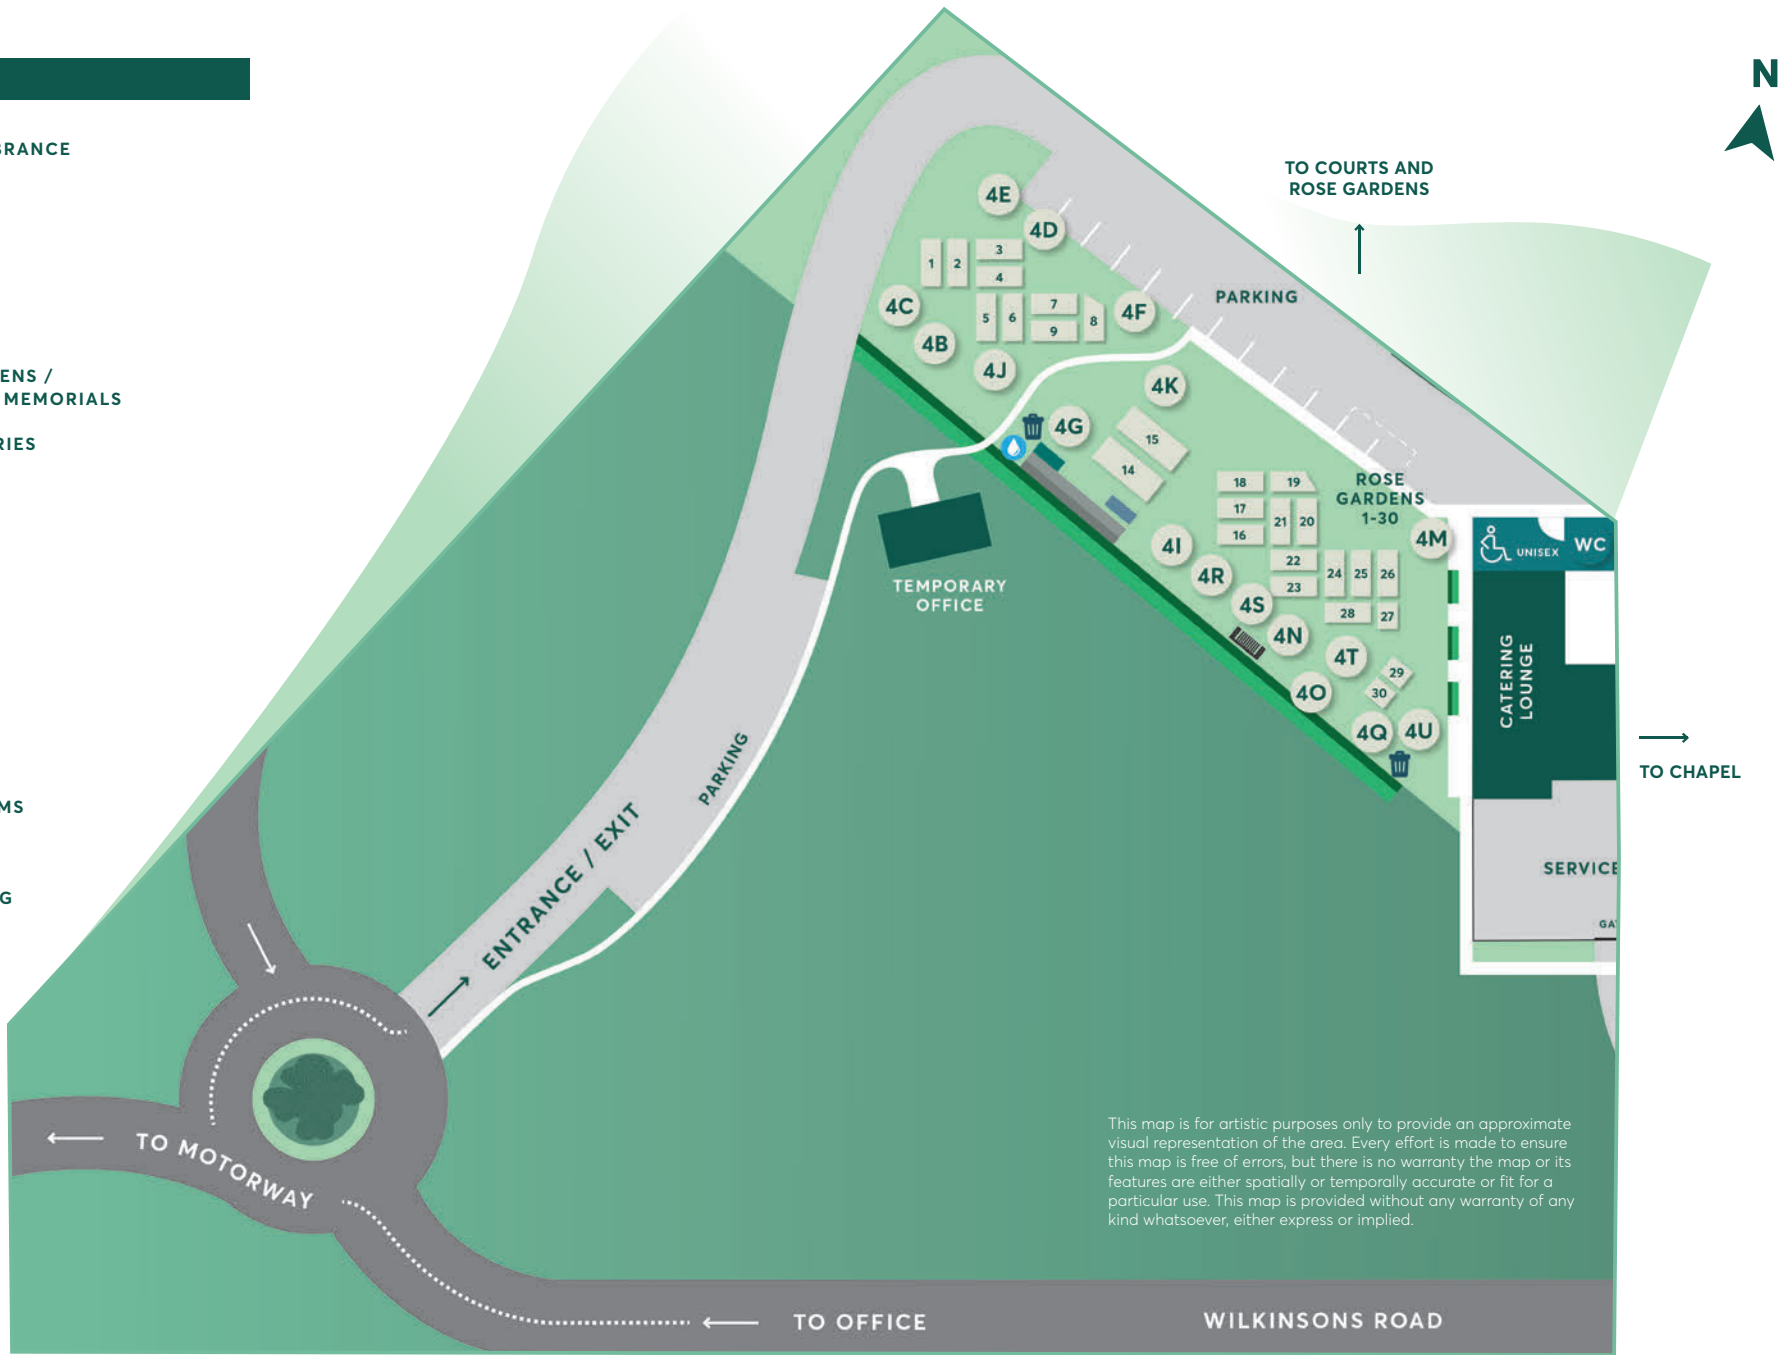 N
BRANCE
TO COURTS AND
ROSE GARDENS
4E
4D
1
2
3
4
4C
4B
5
6
7
9
8
4F
PARKING
4J
4K
ENS /
MEMORIALS
RIES
4G
15
14
18
17
16
19
21
20
ROSE
GARDENS
1-30
4M
UNISEX
WC
4I
4R
4S
4N
22
23
24
25
26
28
27
4T
4O
29
30
4Q
4U
TEMPORARY
OFFICE
CATERING
LOUNGE
TO CHAPEL
PARKING
MS
ENTRANCE / EXIT
SERVICE
G
GA
TO MOTORWAY
This map is for artistic purposes only to provide an approximate
visual representation of the area. Every effort is made to ensure
this map is free of errors, but there is no warranty the map or its
features are either spatially or temporally accurate or fit for a
particular use. This map is provided without any warranty of any
kind whatsoever, either express or implied.
TO OFFICE
WILKINSONS ROAD